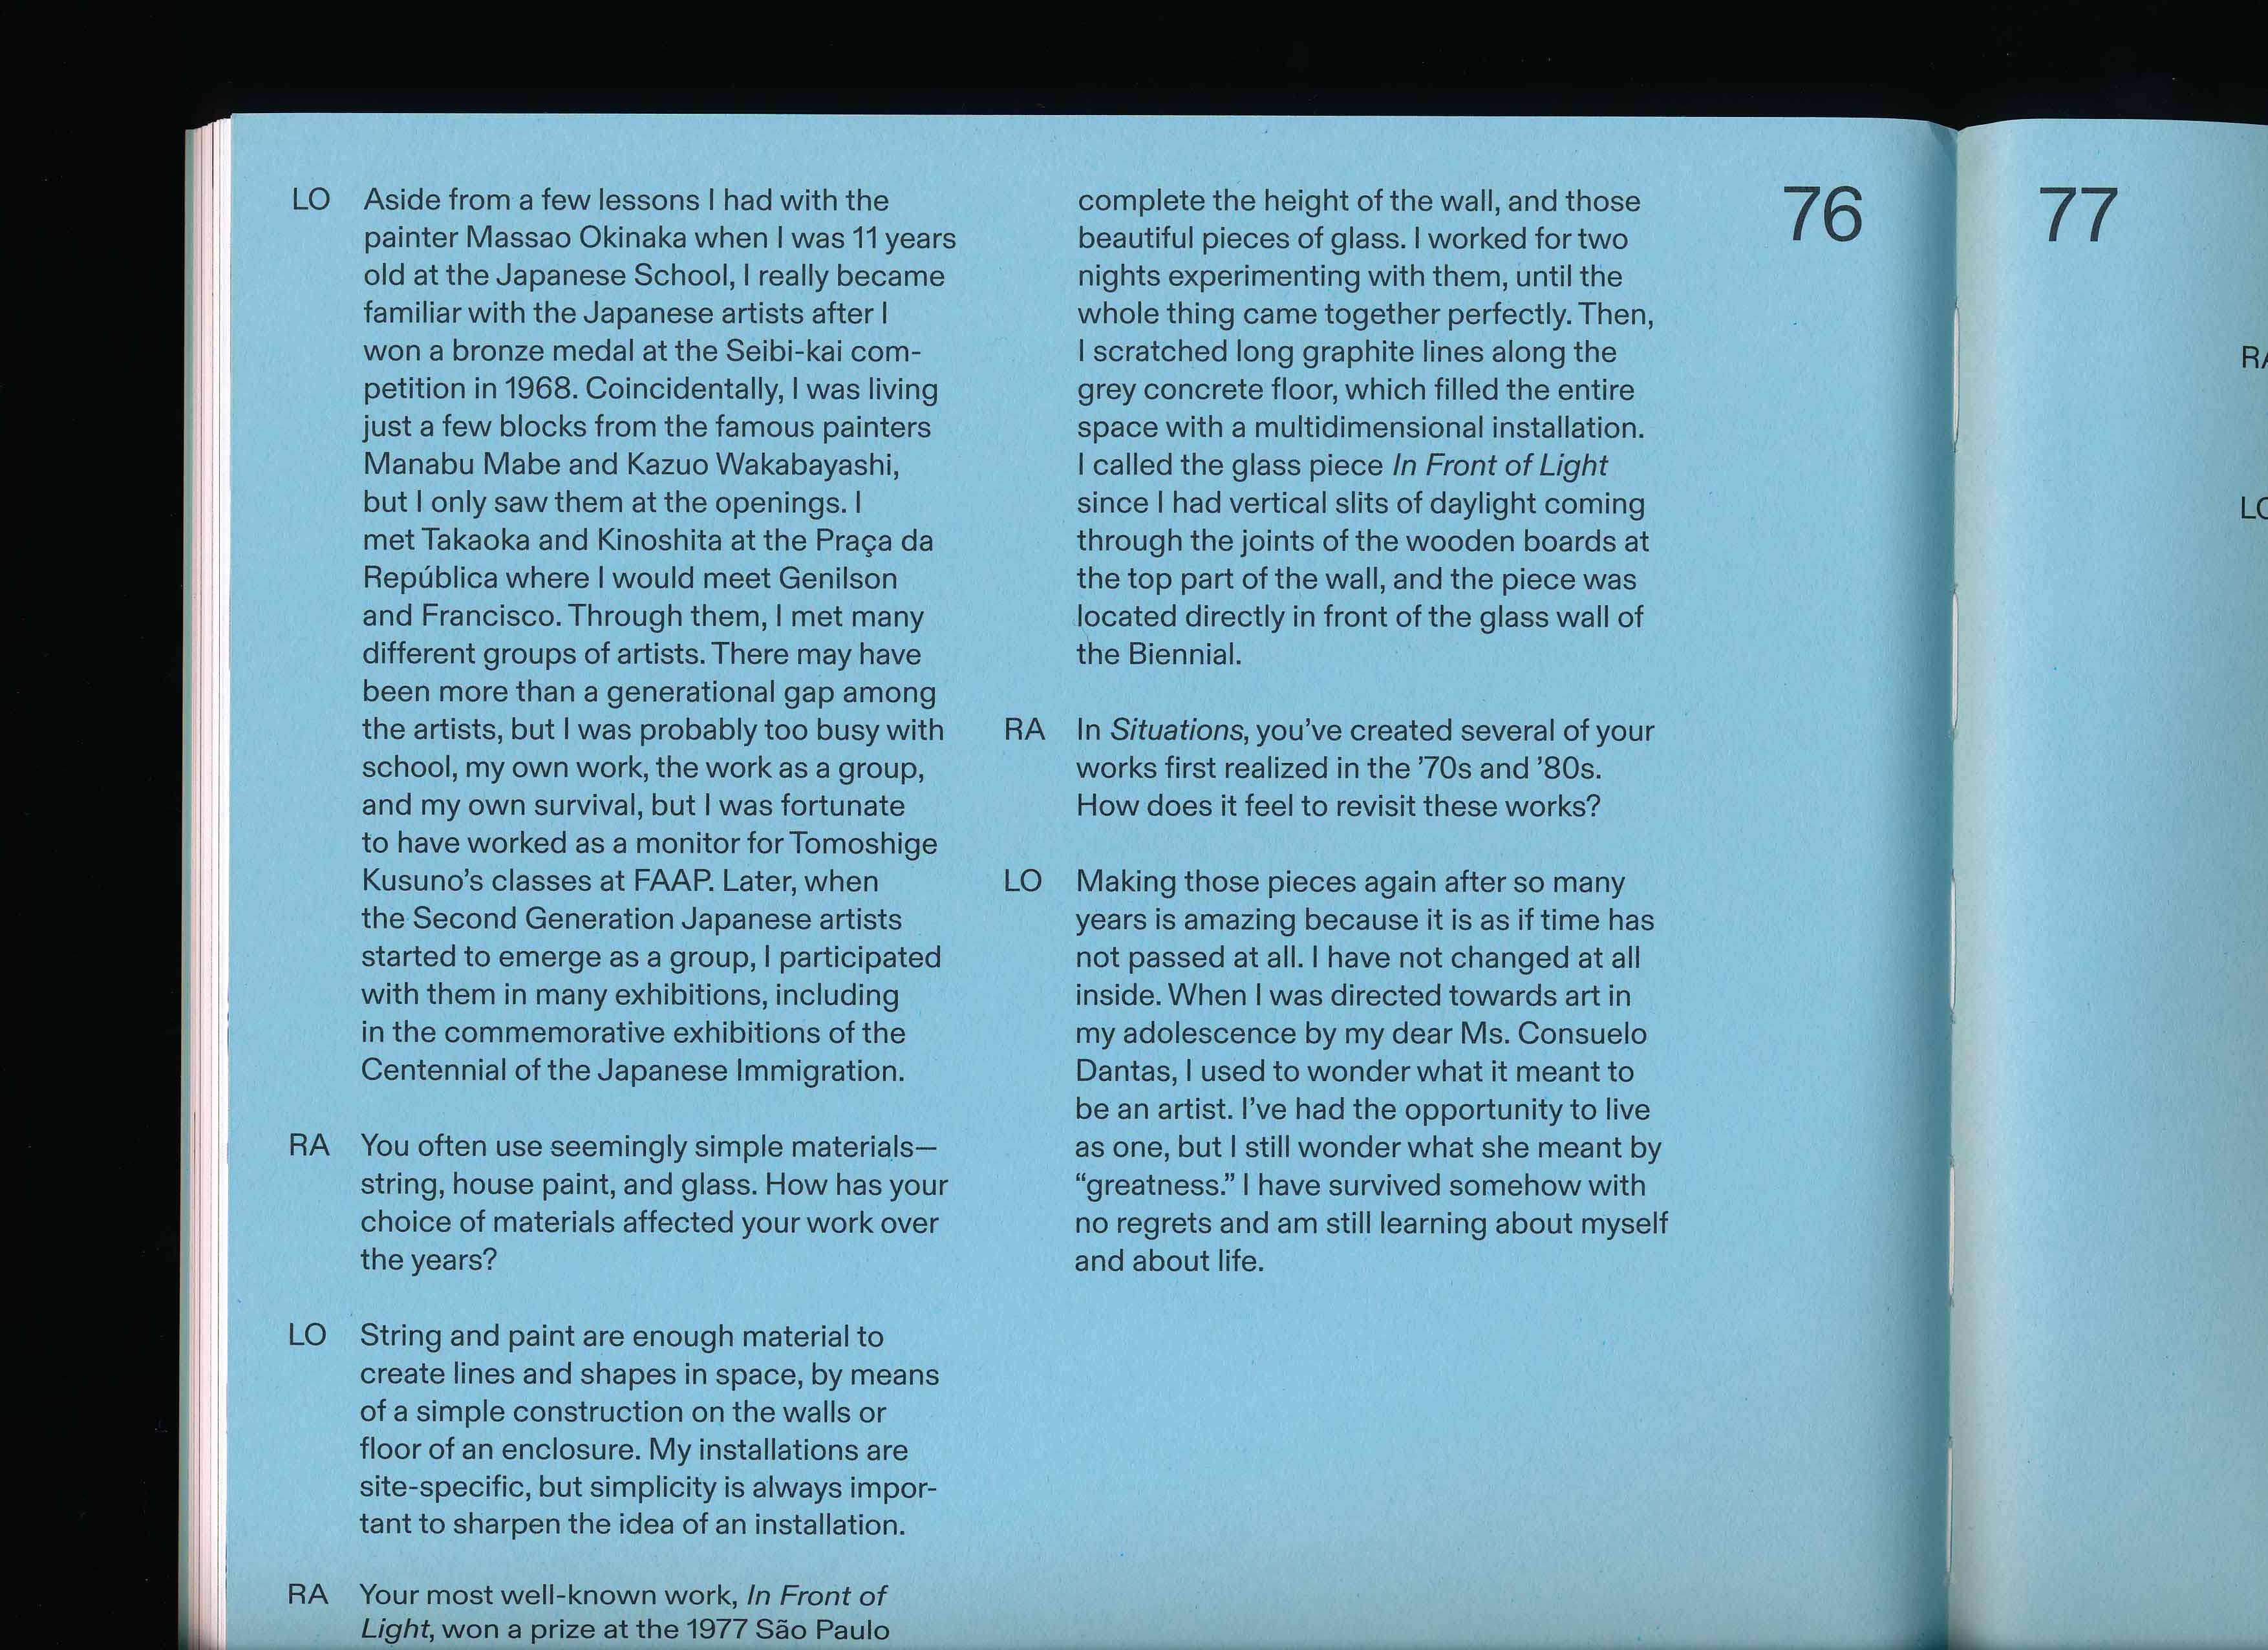 LO Aside from a few lessons I had with the
painter Massao Okinaka when I was 11 years
old at the Japanese School, I really became
familiar with the Japanese artists after I
won a bronze medal at the Seibi-kai com-
petition in 1968. Coincidentally, I was living
just a few blocks from the famous painters
Manabu Mabe and Kazuo Wakabayashi,
but I only saw them at the openings. I
met Takaoka and Kinoshita at the Praça da
República where I would meet Genilson
and Francisco. Through them, I met many
different groups of artists. There may have
been more than a generational gap among
the artists, but I was probably too busy with
school, my own work, the work as a group,
and my own survival, but I was fortunate
to have worked as a monitor for Tomoshige
Kusuno’s classes at FAAP. Later, when
the Second Generation Japanese artists
started to emerge as a group, I participated
with them in many exhibitions, including
in the commemorative exhibitions of the
Centennial of the Japanese Immigration.
RA You often use seemingly simple materials—
string, house paint, and glass. How has your
choice of materials affected your work over
the years?
LO String and paint are enough material to
create lines and shapes in space, by means
of a simple construction on the walls or
floor of an enclosure. My installations are
site-specific, but simplicity is always impor-
tant to sharpen the idea of an installation.
RA Your most well-known work, In Front of
Light, won a prize at the 1977 São Paulo
complete the height of the wall, and those
beautiful pieces of glass. I worked for two
nights experimenting with them, until the
whole thing came together perfectly. Then,
I scratched long graphite lines along the
grey concrete floor, which filled the entire
space with a multidimensional installation.
I called the glass piece In Front of Light
since I had vertical slits of daylight coming
through the joints of the wooden boards at
the top part of the wall, and the piece was
located directly in front of the glass wall of
the Biennial.
RA In Situations, you’ve created several of your
works first realized in the ’70s and ’80s.
How does it feel to revisit these works?
LO Making those pieces again after so many
years is amazing because it is as if time has
not passed at all. I have not changed at all
inside. When I was directed towards art in
my adolescence by my dear Ms. Consuelo
Dantas, I used to wonder what it meant to
be an artist. I’ve had the opportunity to live
as one, but I still wonder what she meant by
“greatness.” I have survived somehow with
no regrets and am still learning about myself
and about life.
76
77
RA
LO